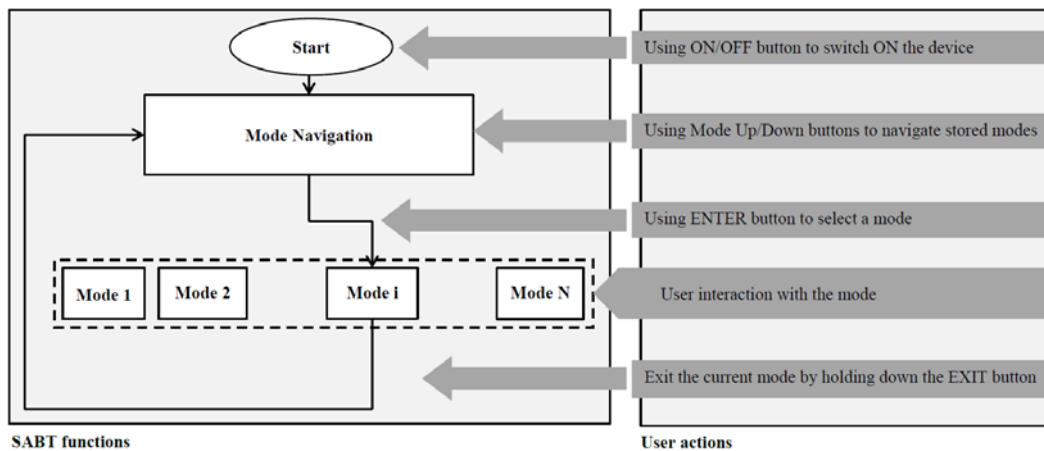 Start
Using ON/OFF button to switch ON the device
Mode Navigation
Using Mode Up/Down buttons to navigate stored modes
Using ENTER button to select a mode
Mode 1
Mode 2
Mode i
Mode N
User interaction with the mode
Exit the current mode by holding down the EXIT button
SABT functions
User actions